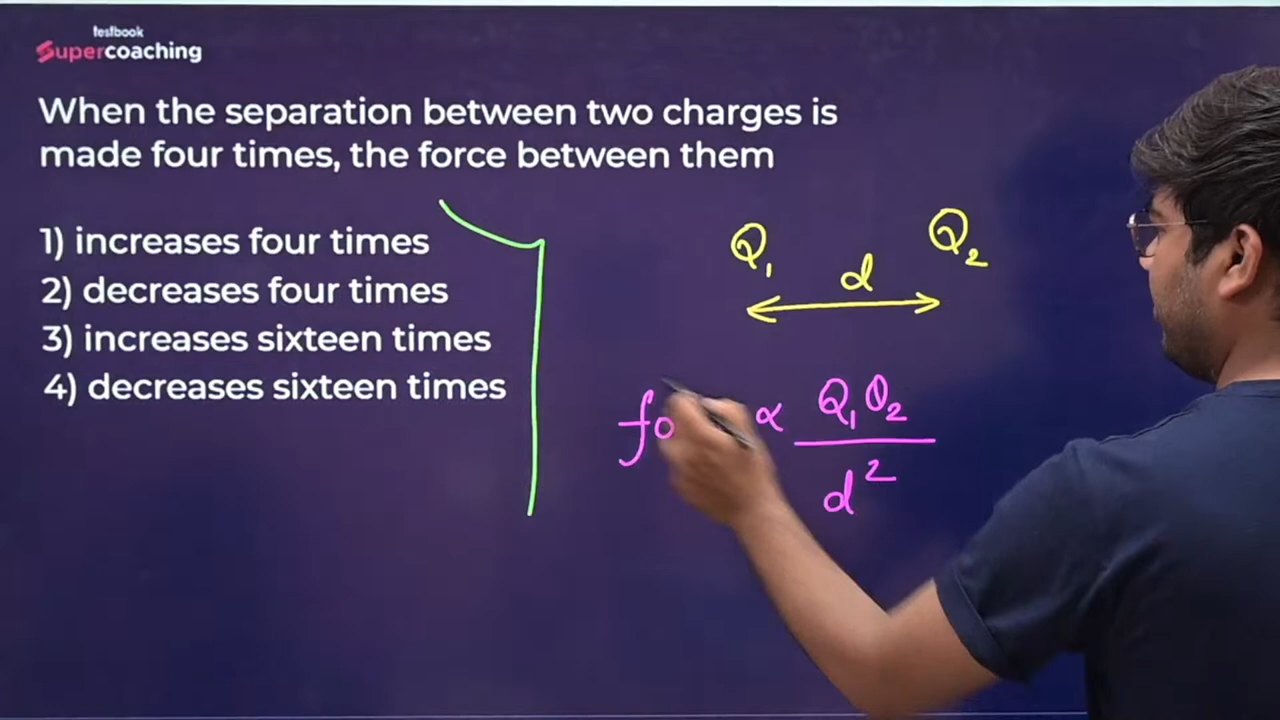 testbook
Supercoaching
When the separation between two charges is
made four times, the force between them
1) increases four times
2) decreases four times
3) increases sixteen times
4) decreases sixteen times
Q₁ Q₂
d
∝ Q₁Q₂
d²